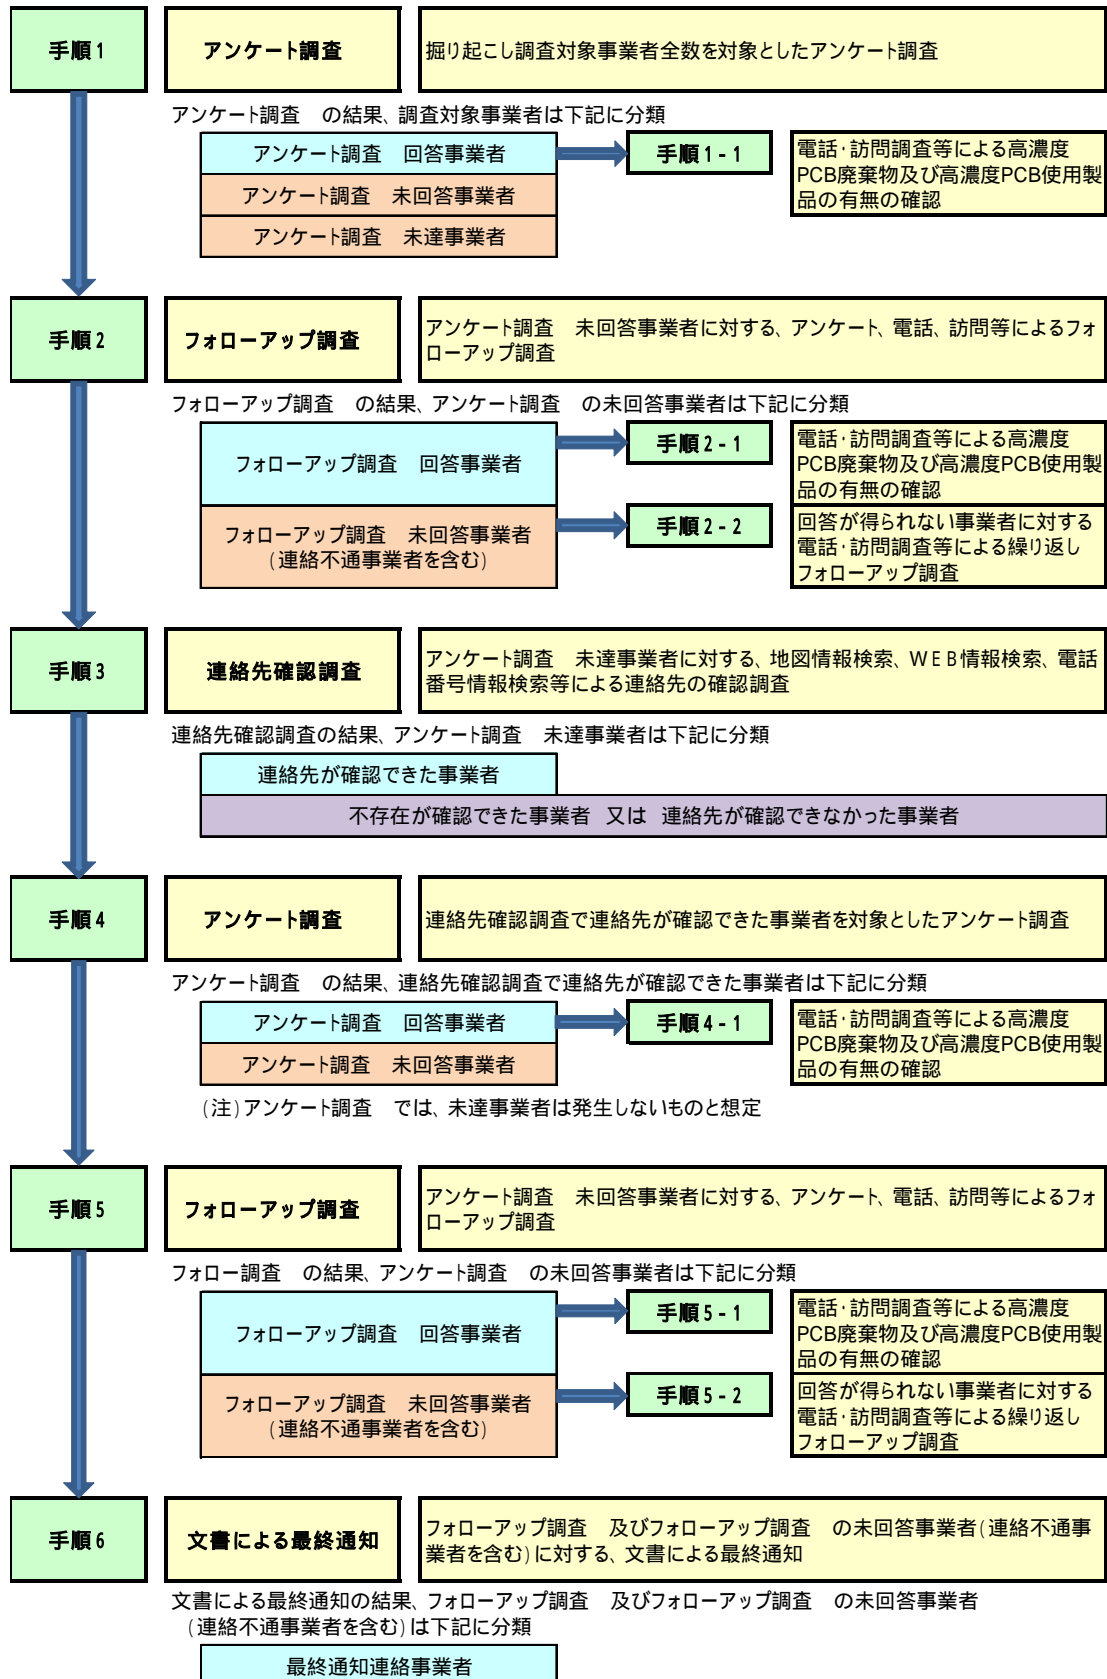 手順1
アンケート調査
掘り起こし調査対象事業者全数を対象としたアンケート調査
アンケート調査　の結果、調査対象事業者は下記に分類
アンケート調査　回答事業者
手順1-1
電話・訪問調査等による高濃度
PCB廃棄物及び高濃度PCB使用製
品の有無の確認
アンケート調査　未回答事業者
アンケート調査　未達事業者
手順2
フォローアップ調査
アンケート調査　未回答事業者に対する、アンケート、電話、訪問等によるフォ
ローアップ調査
フォローアップ調査　の結果、アンケート調査　の未回答事業者は下記に分類
フォローアップ調査　回答事業者
手順2-1
電話・訪問調査等による高濃度
PCB廃棄物及び高濃度PCB使用製
品の有無の確認
フォローアップ調査　未回答事業者
(連絡不通事業者を含む)
手順2-2
回答が得られない事業者に対する
電話・訪問調査等による繰り返し
フォローアップ調査
手順3
連絡先確認調査
アンケート調査　未達事業者に対する、地図情報検索、WEB情報検索、電話
番号情報検索等による連絡先の確認調査
連絡先確認調査の結果、アンケート調査　未達事業者は下記に分類
連絡先が確認できた事業者
不存在が確認できた事業者 又は 連絡先が確認できなかった事業者
手順4
アンケート調査
連絡先確認調査で連絡先が確認できた事業者を対象としたアンケート調査
アンケート調査　の結果、連絡先確認調査で連絡先が確認できた事業者は下記に分類
アンケート調査　回答事業者
手順4-1
電話・訪問調査等による高濃度
PCB廃棄物及び高濃度PCB使用製
品の有無の確認
アンケート調査　未回答事業者
(注)アンケート調査　では、未達事業者は発生しないものと想定
手順5
フォローアップ調査
アンケート調査　未回答事業者に対する、アンケート、電話、訪問等によるフォ
ローアップ調査
フォロー調査　の結果、アンケート調査　の未回答事業者は下記に分類
フォローアップ調査　回答事業者
手順5-1
電話・訪問調査等による高濃度
PCB廃棄物及び高濃度PCB使用製
品の有無の確認
フォローアップ調査　未回答事業者
(連絡不通事業者を含む)
手順5-2
回答が得られない事業者に対する
電話・訪問調査等による繰り返し
フォローアップ調査
手順6
文書による最終通知
フォローアップ調査　及びフォローアップ調査　の未回答事業者(連絡不通事
業者を含む)に対する、文書による最終通知
文書による最終通知の結果、フォローアップ調査　及びフォローアップ調査　の未回答事業者
(連絡不通事業者を含む)は下記に分類
最終通知連絡事業者